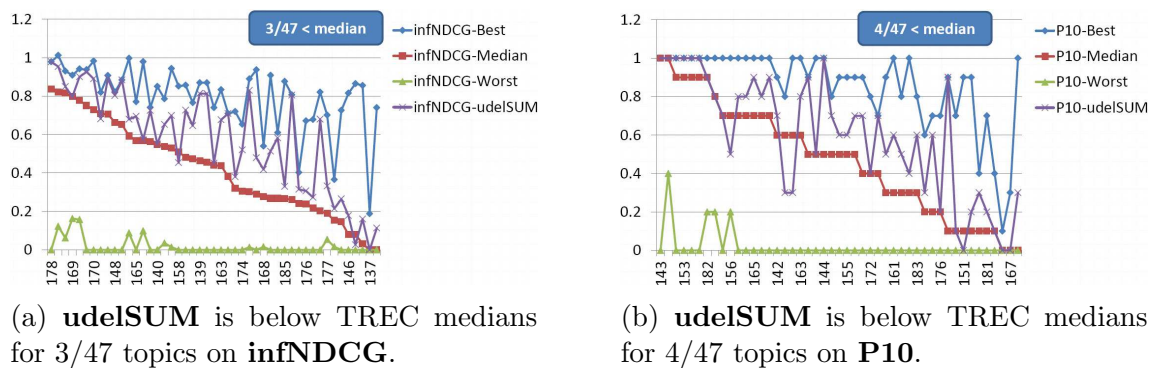 1.2
1
0.8
0.6
0.4
0.2
0
3/47 < median
infNDCG-Best
infNDCG-Median
infNDCG-Worst
infNDCG-udelSUM
178 169 170 148 165 140 158 139 163 174 168 185 176 177 146 137
(a) udelSUM is below TREC medians
for 3/47 topics on infNDCG.
1.2
1
0.8
0.6
0.4
0.2
0
4/47 < median
P10-Best
P10-Median
P10-Worst
P10-udelSUM
143 153 182 156 165 142 163 144 155 172 161 183 176 151 181 167
(b) udelSUM is below TREC medians
for 4/47 topics on P10.